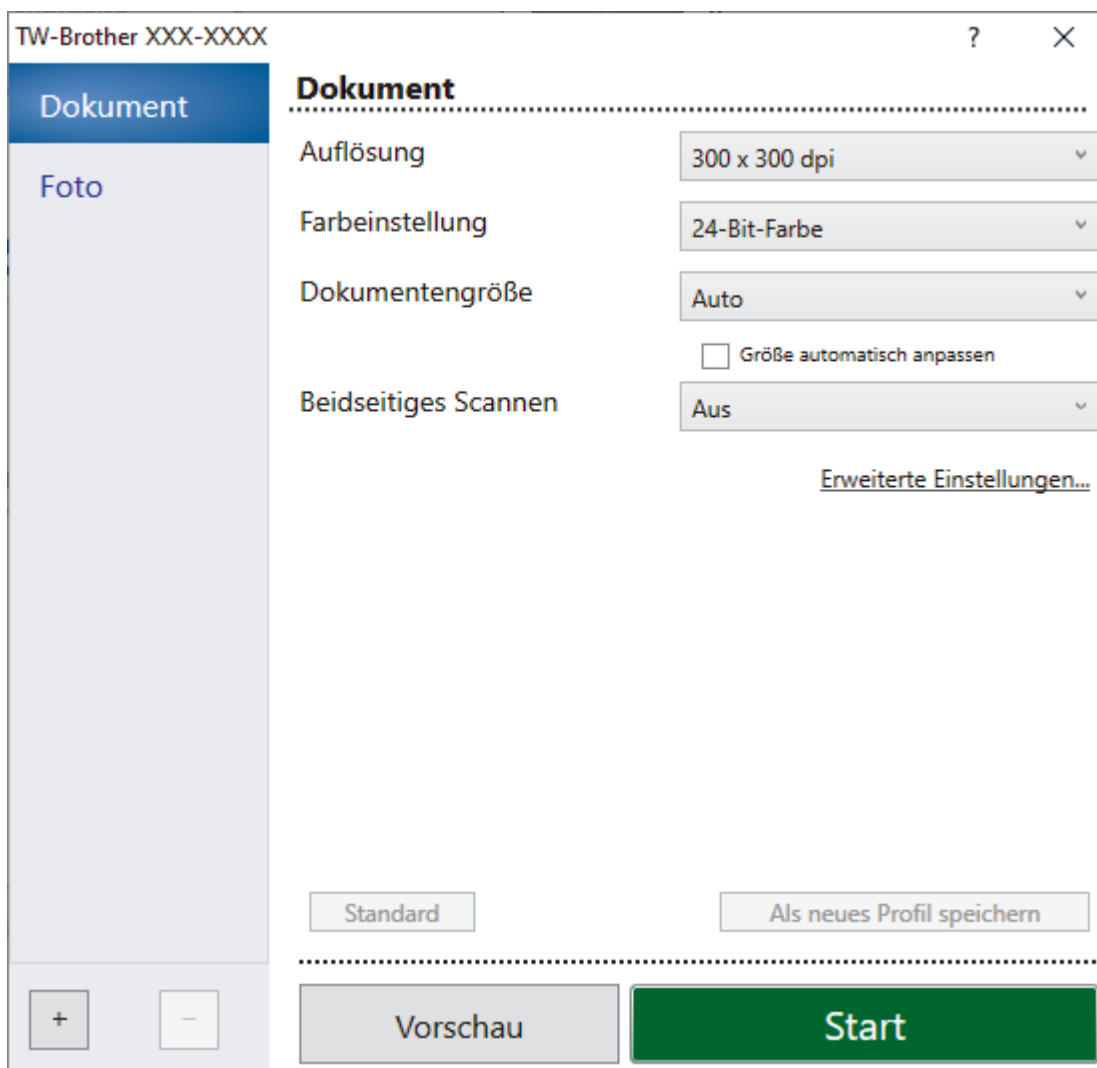 TW-Brother XXX-XXXX
?
Dokument
Foto
Dokument
Auflösung
300 x 300 dpi
Farbeinstellung
24-Bit-Farbe
Dokumentengröße
Auto
Größe automatisch anpassen
Beidseitiges Scannen
Aus
Erweiterte Einstellungen...
Standard
Als neues Profil speichern
+
−
Vorschau
Start